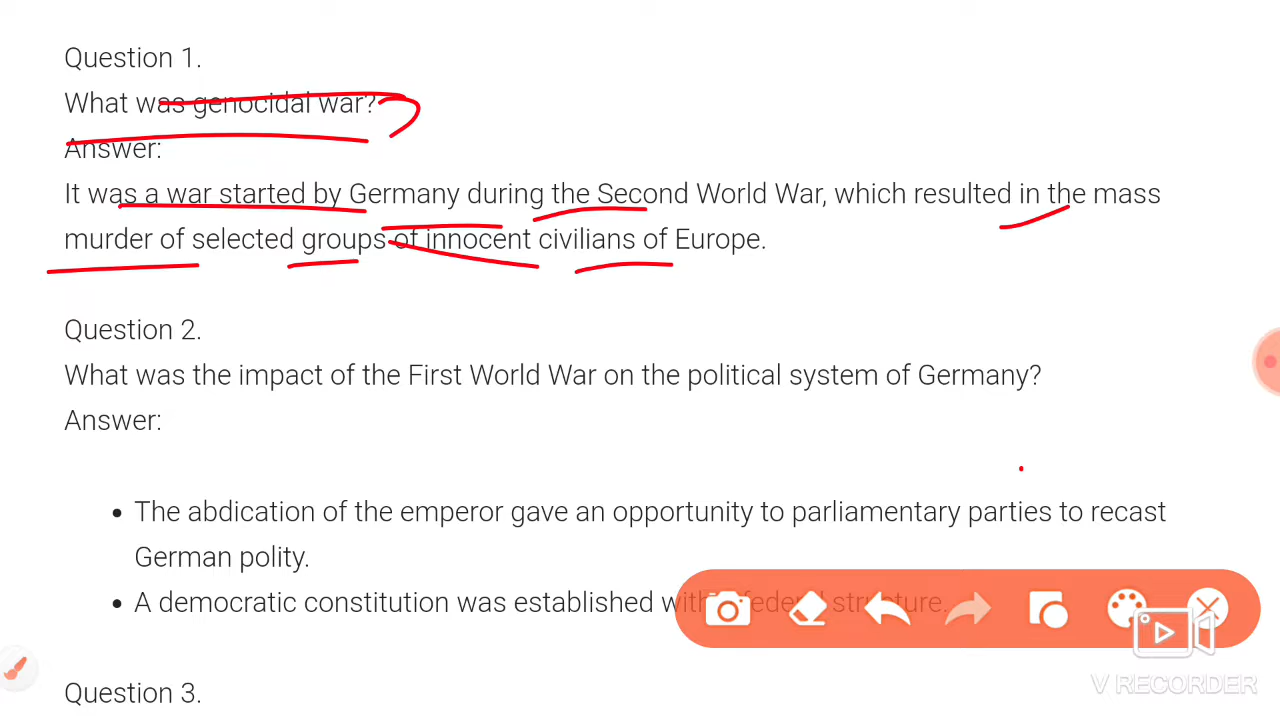 Question 1.
What was genocidal war?
Answer:
It was a war started by Germany during the Second World War, which resulted in the mass
murder of selected groups of innocent civilians of Europe.
Question 2.
What was the impact of the First World War on the political system of Germany?
Answer:
• The abdication of the emperor gave an opportunity to parliamentary parties to recast
German polity.
• A democratic constitution was established with a federal structure.
V RECORDER
Question 3.